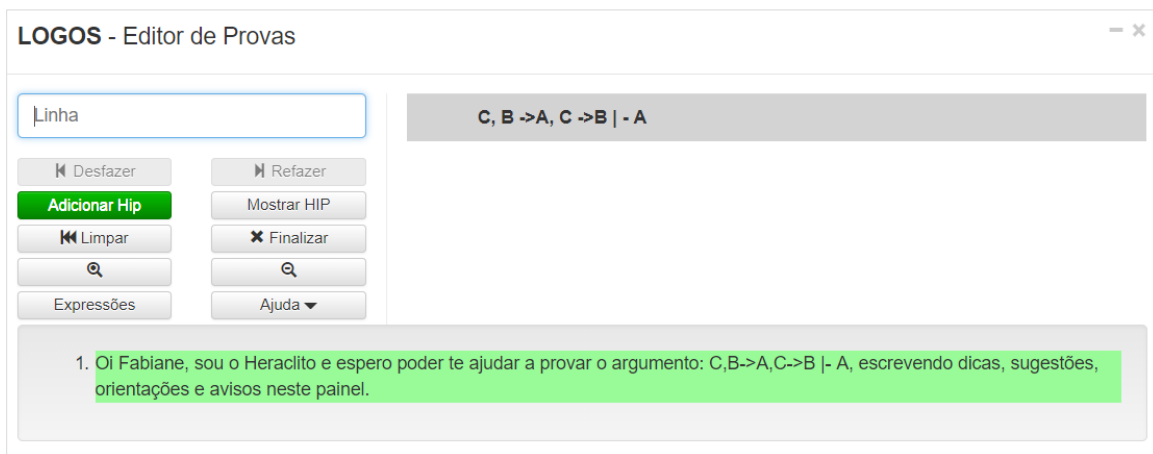 LOGOS - Editor de Provas
Linha
C, B ->A, C ->B | - A
Desfazer
Refazer
Adicionar Hip
Mostrar HIP
Limpar
Finalizar
Expressões
Ajuda
1. Oi Fabiane, sou o Heraclito e espero poder te ajudar a provar o argumento: C,B->A,C->B |- A, escrevendo dicas, sugestões,
orientações e avisos neste painel.